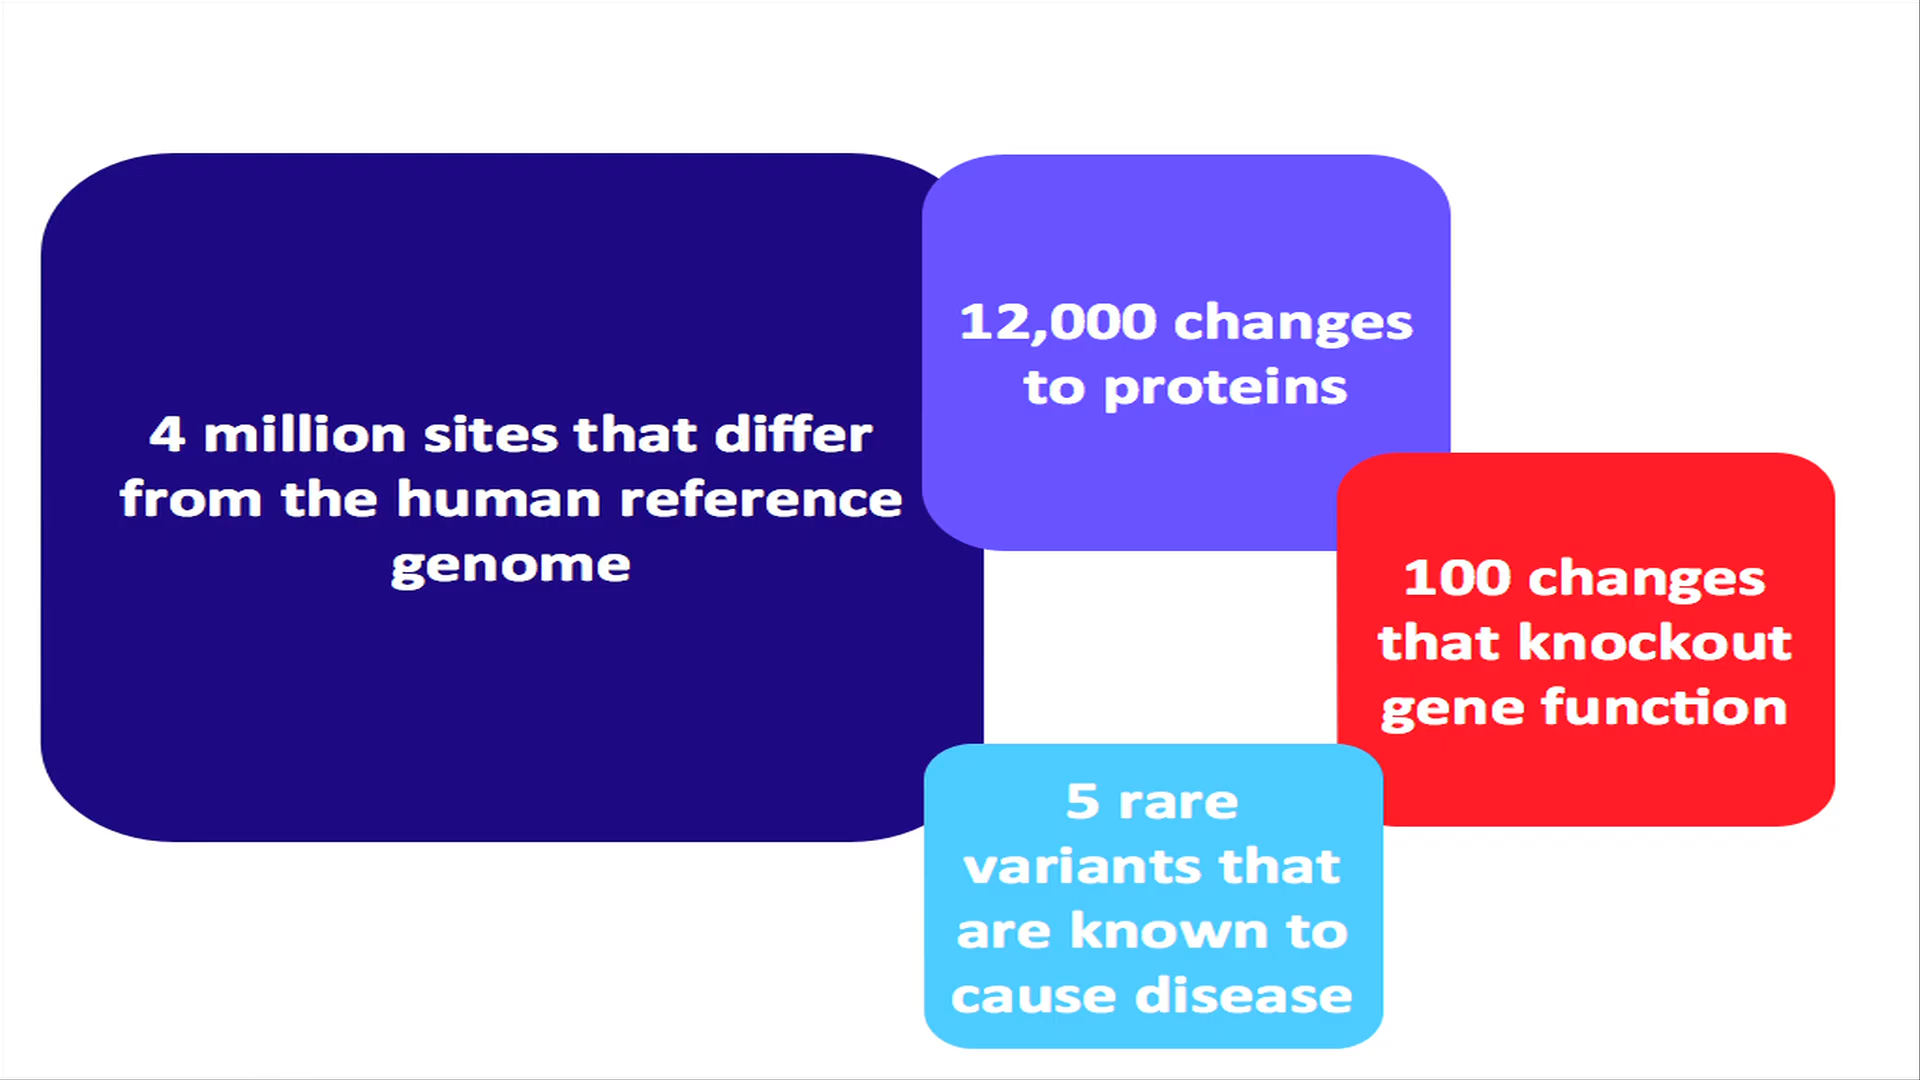 4 million sites that differ
from the human reference
genome
12,000 changes
to proteins
100 changes
that knockout
gene function
5 rare
variants that
are known to
cause disease